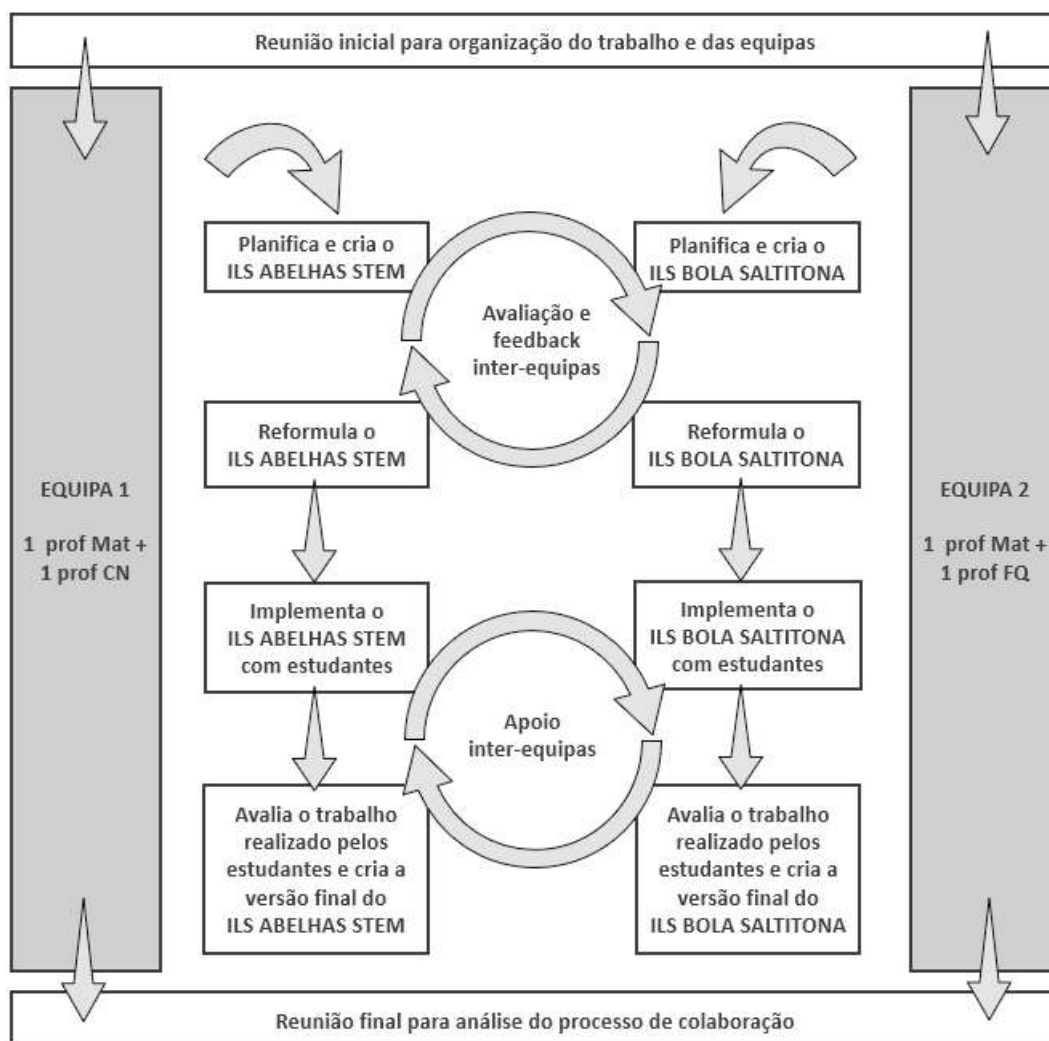 Reunião inicial para organização do trabalho e das equipas
Planifica e cria o
ILS ABELHAS STEM
Planifica e cria o
ILS BOLA SALTITONA
Avaliação e
feedback
inter-equipas
Reformula o
ILS ABELHAS STEM
Reformula o
ILS BOLA SALTITONA
EQUIPA 1
1 prof Mat +
1 prof CN
EQUIPA 2
1 prof Mat +
1 prof FQ
Implementa o
ILS ABELHAS STEM
com estudantes
Implementa o
ILS BOLA SALTITONA
com estudantes
Apoio
inter-equipas
Avalia o trabalho
realizado pelos
estudantes e cria a
versão final do
ILS ABELHAS STEM
Avalia o trabalho
realizado pelos
estudantes e cria a
versão final do
ILS BOLA SALTITONA
Reunião final para análise do processo de colaboração